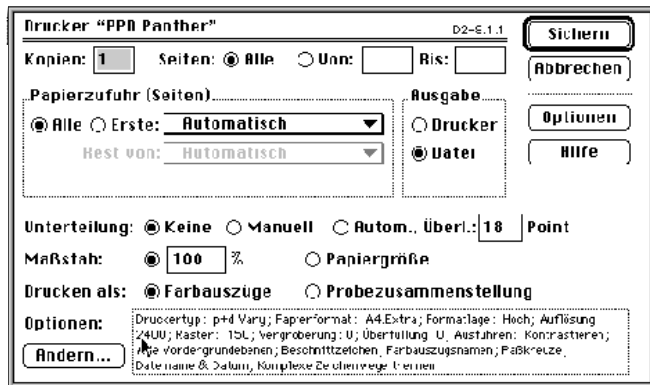 Drucker “PPD Panther”
D2-8.1.1
Sichern
Kopien: 1 Seiten: Alle Von: Bis:
Abbrechen
Papierzufuhr (Seiten) Ausgabe
Alle Erste: Automatisch Drucker
Optionen
Rest von: Automatisch Datei
Hilfe
Unterteilung: Keine Manuell Autom., Überl.: 18 Point
Maßstab: 100 % Papiergröße
Drucken als: Farbauszüge Probezusammenstellung
Optionen:
Druckertyp: p+d Vary; Papierformat: A4.Extra; Formatlage: Hoch; Auflösung
2400; Raster: 150; Vergröberung: 0; Überfüllung 0, Ausführen: Kontrastieren;
Vordergrundebenen; Beschnittzeichen, Farbauszugsnamen; Paßkreuze,
Dateiname & Datum, Komplexe Zeichenwege trennen
Ändern...